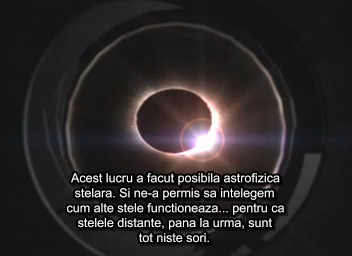 Acest lucru a facut posibila astrofizica
stelara. Si ne-a permis sa intelegem
cum alte stele functioneaza... pentru ca
stelele distante, pana la urma, sunt
tot niste sori.